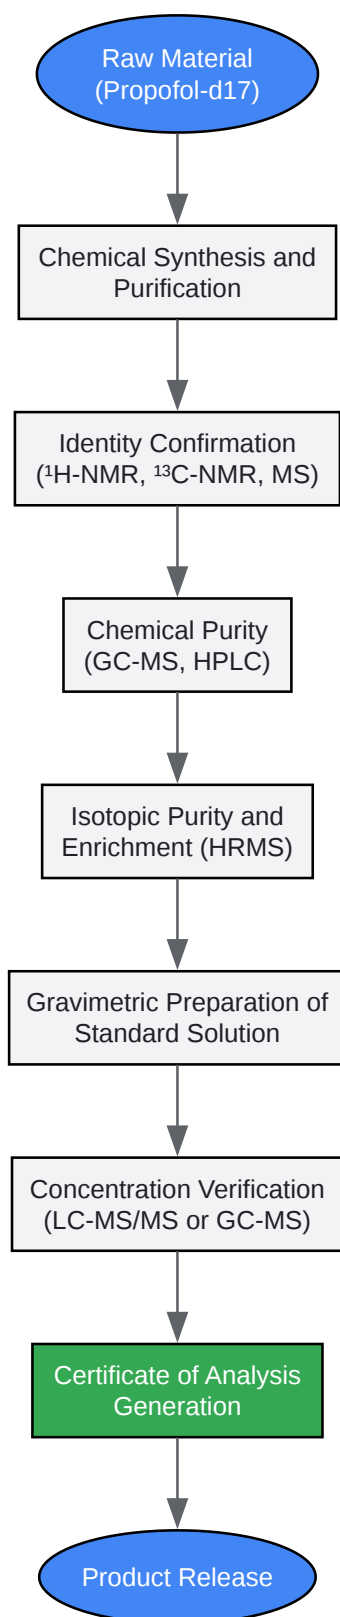 Raw Material
(Propofol-d17)
Chemical Synthesis and
Purification
Identity Confirmation
(¹H-NMR, ¹³C-NMR, MS)
Chemical Purity
(GC-MS, HPLC)
Isotopic Purity and
Enrichment (HRMS)
Gravimetric Preparation of
Standard Solution
Concentration Verification
(LC-MS/MS or GC-MS)
Certificate of Analysis
Generation
Product Release